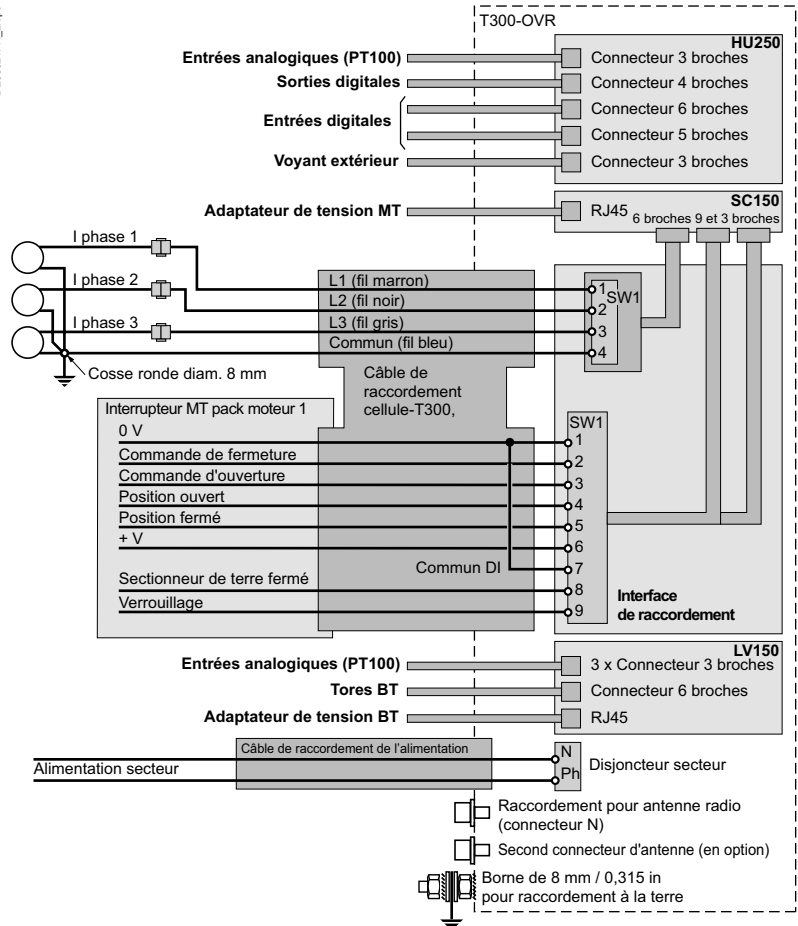 T300-OVR
HU250
Entrées analogiques (PT100)
Connecteur 3 broches
Sorties digitales
Connecteur 4 broches
Entrées digitales
Connecteur 6 broches
Connecteur 5 broches
Voyant extérieur
Connecteur 3 broches
SC150
Adaptateur de tension MT
RJ45
6 broches
9 et 3 broches
I phase 1
I phase 2
I phase 3
L1 (fil marron)
L2 (fil noir)
L3 (fil gris)
Commun (fil bleu)
1
SW1
2
3
4
Cosse ronde diam. 8 mm
Câble de
raccordement
cellule-T300,
Interrupteur MT pack moteur 1
SW1
0 V
1
Commande de fermeture
2
Commande d'ouverture
3
Position ouvert
4
Position fermé
5
+ V
6
Commun DI
7
Sectionneur de terre fermé
8
Verrouillage
9
Interface
de raccordement
LV150
Entrées analogiques (PT100)
3 x Connecteur 3 broches
Tores BT
Connecteur 6 broches
Adaptateur de tension BT
RJ45
Câble de raccordement de l'alimentation
Alimentation secteur
N
Ph
Disjoncteur secteur
Raccordement pour antenne radio
(connecteur N)
Second connecteur d'antenne (en option)
Borne de 8 mm / 0,315 in
pour raccordement à la terre